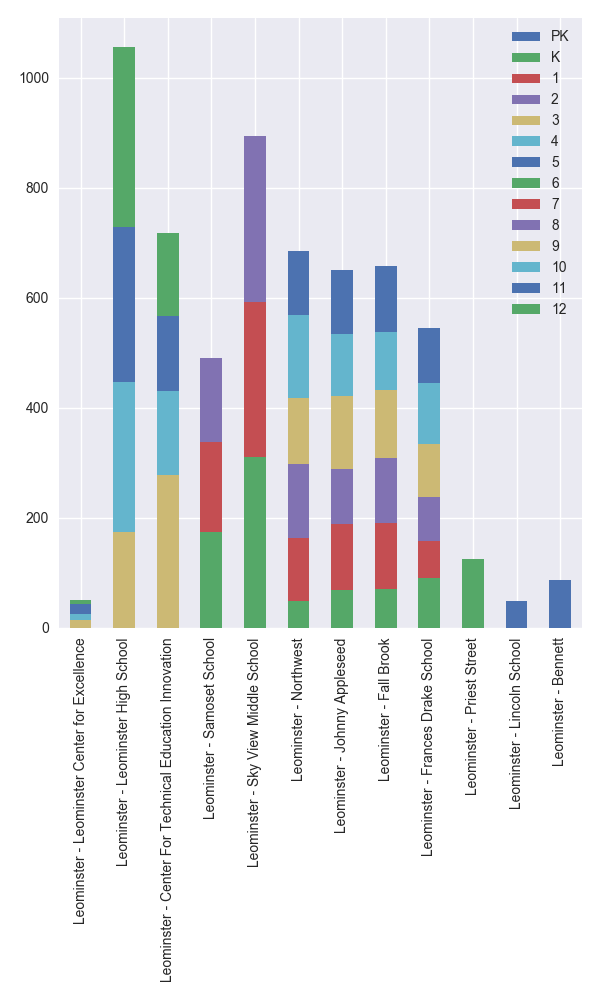 PK
K
1
2
3
4
5
6
7
8
9
10
11
12
1000
800
600
400
200
0
Leominster - Leominster Center for Excellence
Leominster - Leominster High School
Leominster - Center For Technical Education Innovation
Leominster - Samoset School
Leominster - Sky View Middle School
Leominster - Northwest
Leominster - Johnny Appleseed
Leominster - Fall Brook
Leominster - Frances Drake School
Leominster - Priest Street
Leominster - Lincoln School
Leominster - Bennett